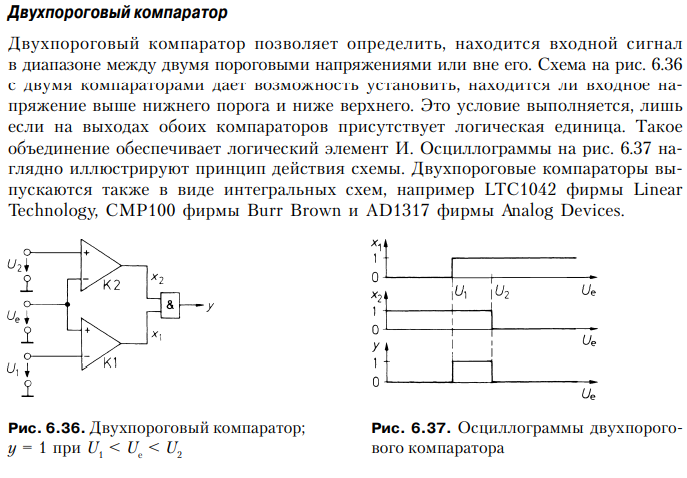 Двухпороговый компаратор
Двухпороговый компаратор позволяет определить, находится входной сигнал
в диапазоне между двумя пороговыми напряжениями или вне его. Схема на рис. 6.36
с двумя компараторами дает возможность установить, находится ли входное на-
пряжение выше нижнего порога и ниже верхнего. Это условие выполняется, лишь
если на выходах обоих компараторов присутствует логическая единица. Такое
объединение обеспечивает логический элемент И. Осциллограммы на рис. 6.37 на-
глядно иллюстрируют принцип действия схемы. Двухпороговые компараторы вы-
пускаются также в виде интегральных схем, например LTC1042 фирмы Linear
Technology, CMP100 фирмы Burr Brown и AD1317 фирмы Analog Devices.
U₂
+
−
K2
x₂
Uₑ
&
y
+
−
K1
x₁
U₁
x₁
1
0
U₁
U₂
Uₑ
x₂
1
0
Uₑ
y
1
0
Uₑ
Рис. 6.36. Двухпороговый компаратор;
y = 1 при U₁ < Uₑ < U₂
Рис. 6.37. Осциллограммы двухпорого-
вого компаратора